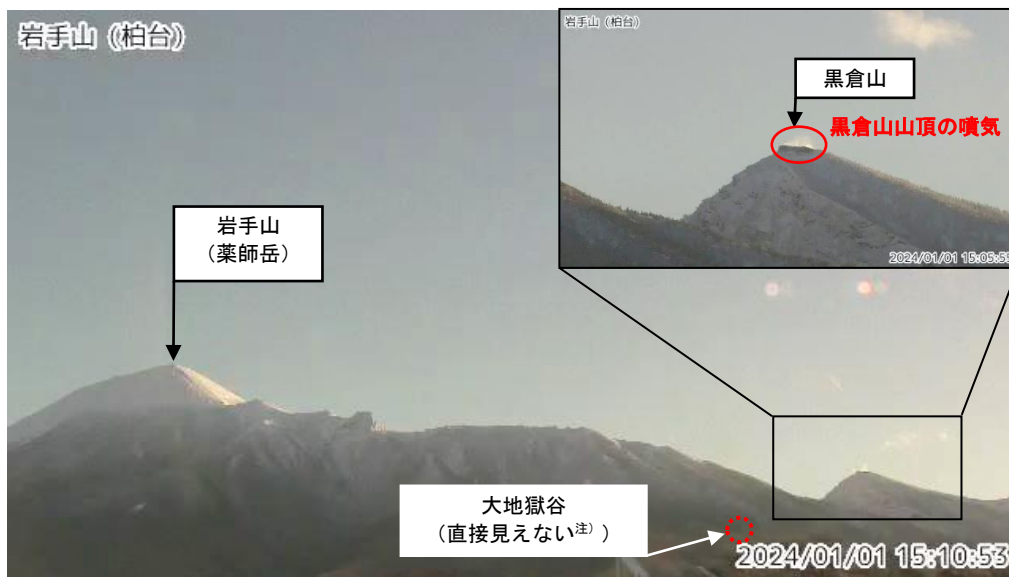 岩手山（柏台）
岩手山（柏台）
黒倉山
黒倉山山頂の噴気
2024/01/01 15:05:55
岩手山
（薬師岳）
大地獄谷
（直接見えない注））
2024/01/01 15:10:53